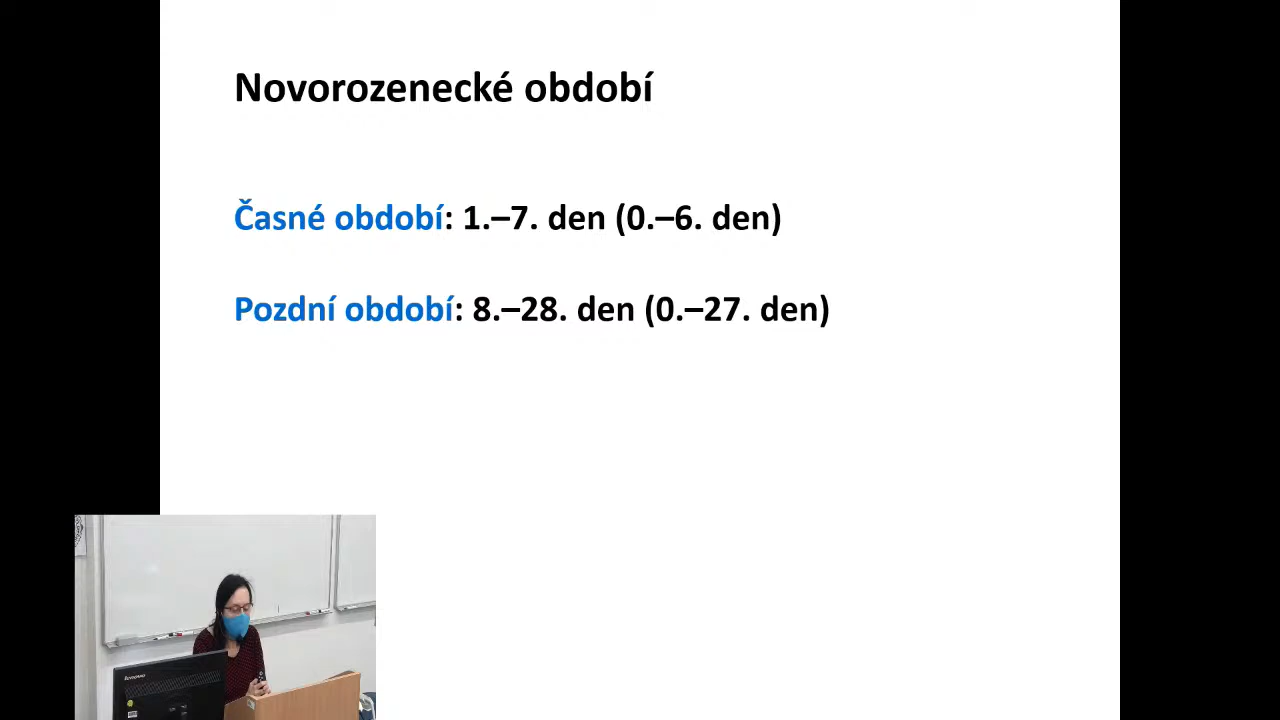 Novorozenecké období
Časné období: 1.–7. den (0.–6. den)
Pozdní období: 8.–28. den (0.–27. den)